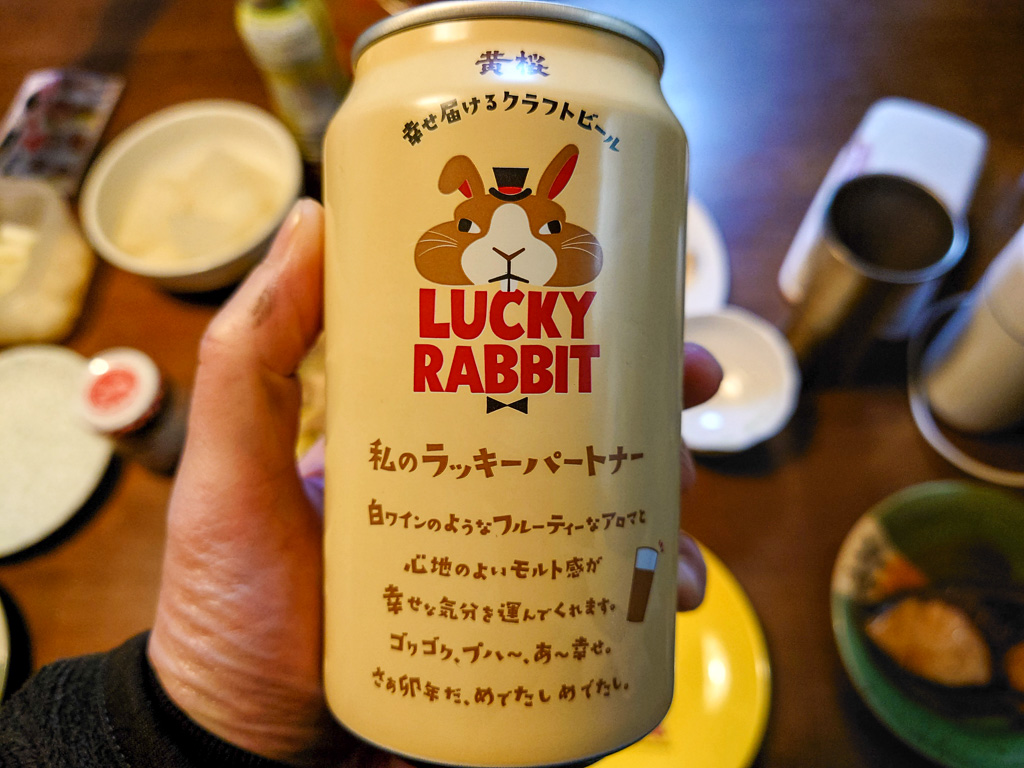 黄桜
幸せ届けるクラフトビール
LUCKY
RABBIT
私のラッキーパートナー
白ワインのようなフルーティーなアロマと
心地のよいモルト感が
幸せな気分を運んでくれます。
ゴクゴク、プハ〜、あ〜幸せ。
さぁ卯年だ、めでたしめでたし。